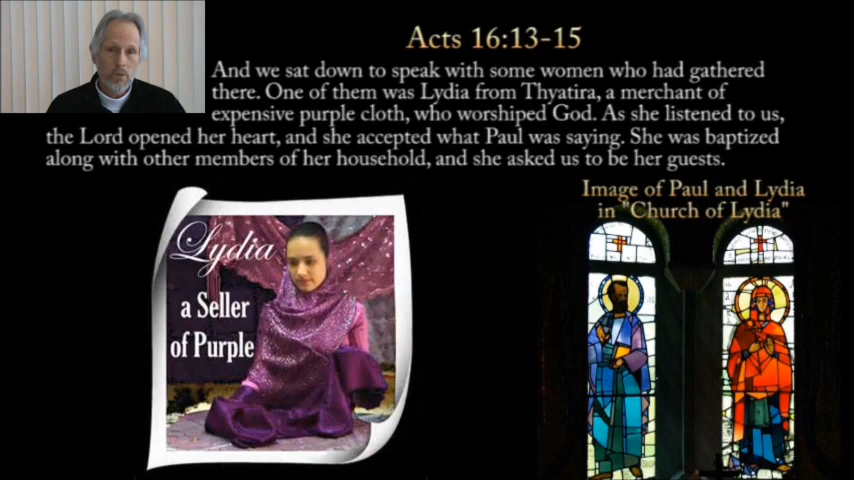 Acts 16:13-15
And we sat down to speak with some women who had gathered
there. One of them was Lydia from Thyatira, a merchant of
expensive purple cloth, who worshiped God. As she listened to us,
the Lord opened her heart, and she accepted what Paul was saying. She was baptized
along with other members of her household, and she asked us to be her guests.
Lydia
a Seller
of Purple
Image of Paul and Lydia
in "Church of Lydia"